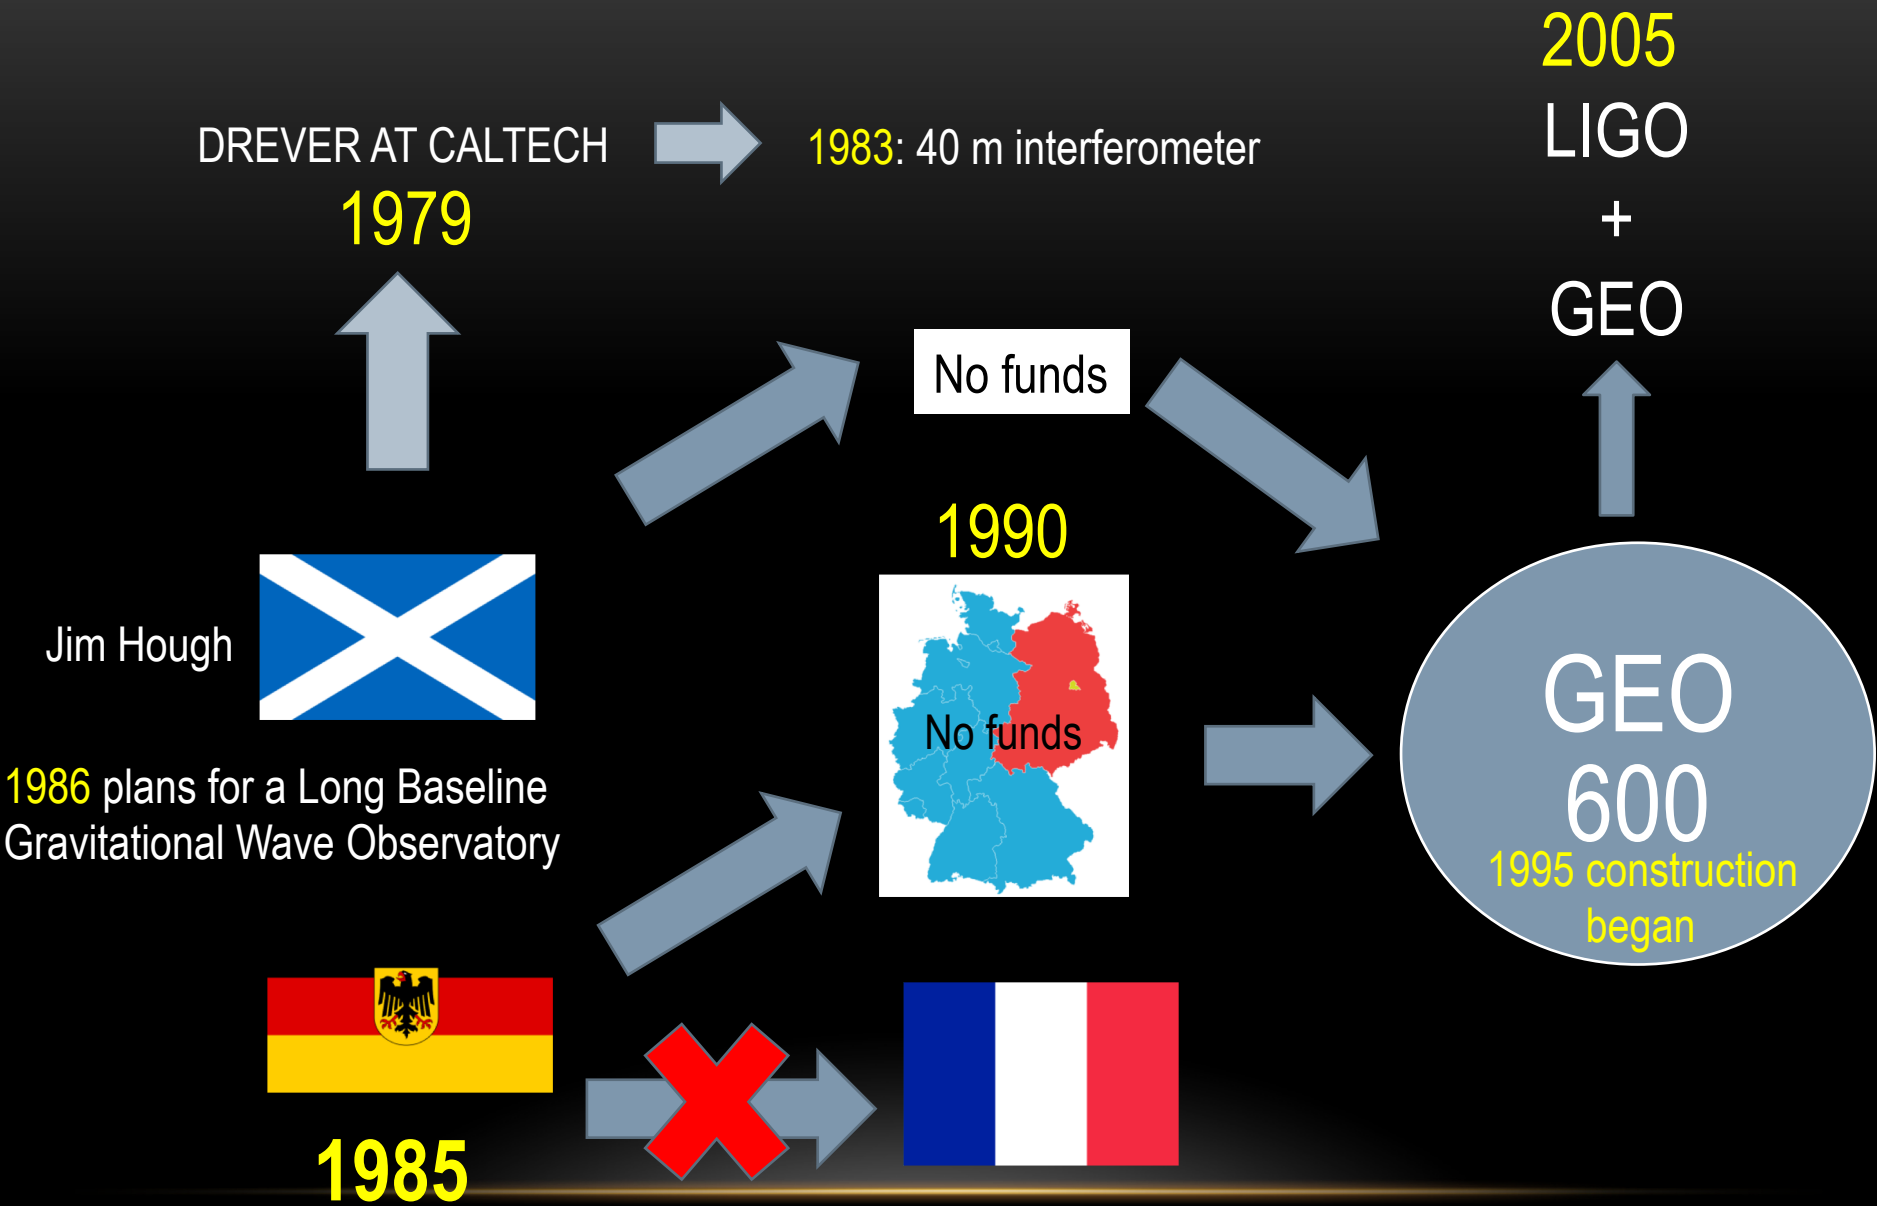 2005
LIGO
+
GEO
DREVER AT CALTECH
1979
1983: 40 m interferometer
No funds
1990
No funds
Jim Hough
1986 plans for a Long Baseline
Gravitational Wave Observatory
GEO
600
1995 construction
began
1985